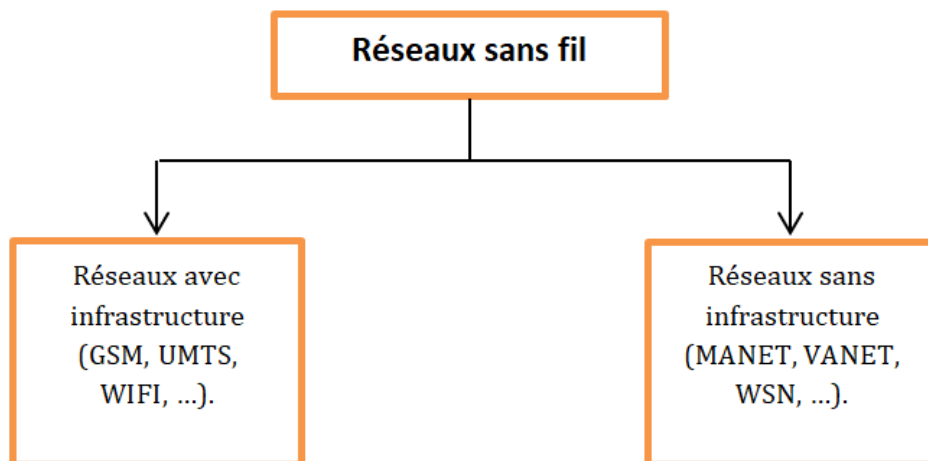 Réseaux sans fil
Réseaux avec
infrastructure
(GSM, UMTS,
WIFI, ...).
Réseaux sans
infrastructure
(MANET, VANET,
WSN, ...).